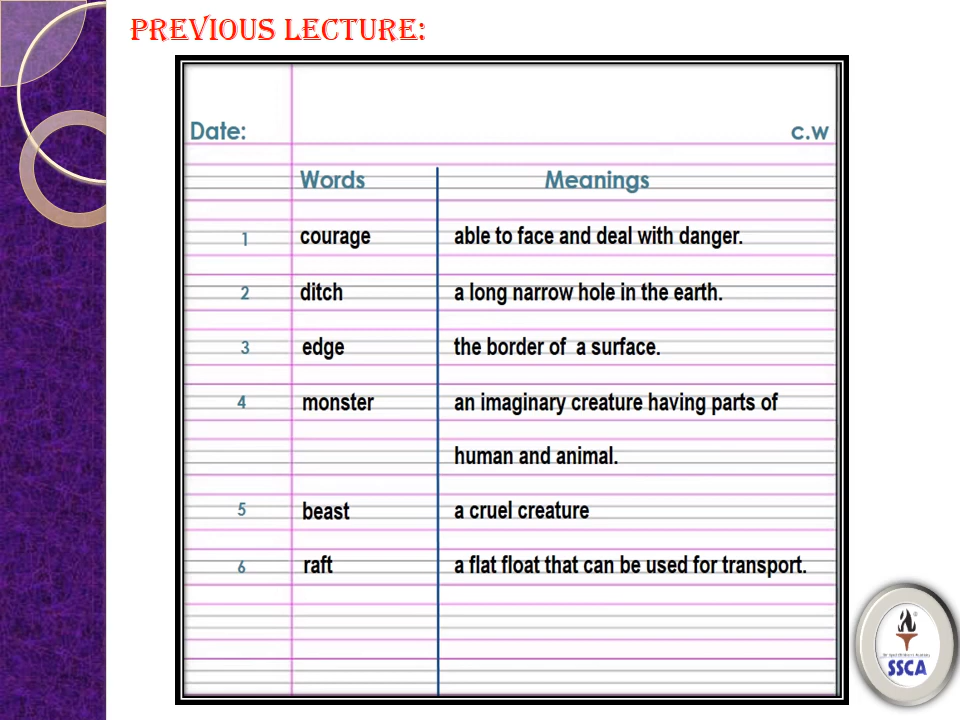 PREVIOUS LECTURE:
Date: c.w
Words Meanings
1 courage able to face and deal with danger.
2 ditch a long narrow hole in the earth.
3 edge the border of a surface.
4 monster an imaginary creature having parts of
human and animal.
5 beast a cruel creature
6 raft a flat float that can be used for transport.
SSCA